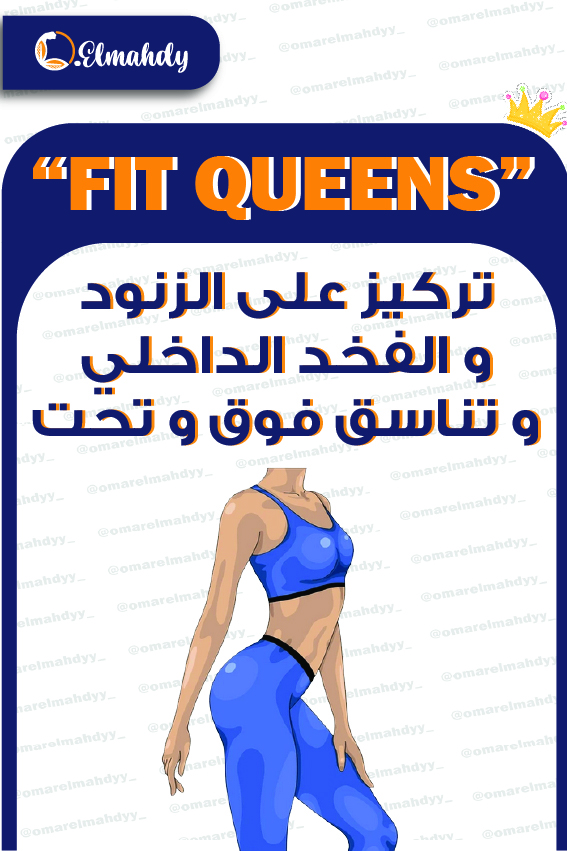 .Elmahdy
“FIT QUEENS”
تركيز على الزنود
و الفخد الداخلي
و تناسق فوق و تحت
@omarelmahdyy_